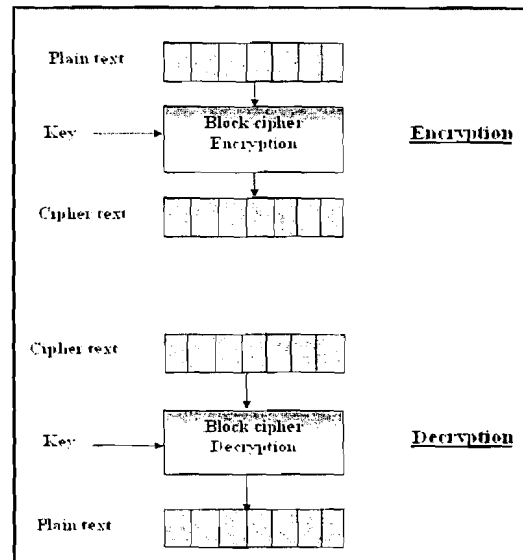 Plain text
Block cipher
Encryption
Key
Encryption
Cipher text
Cipher text
Block cipher
Decryption
Key
Decryption
Plain text